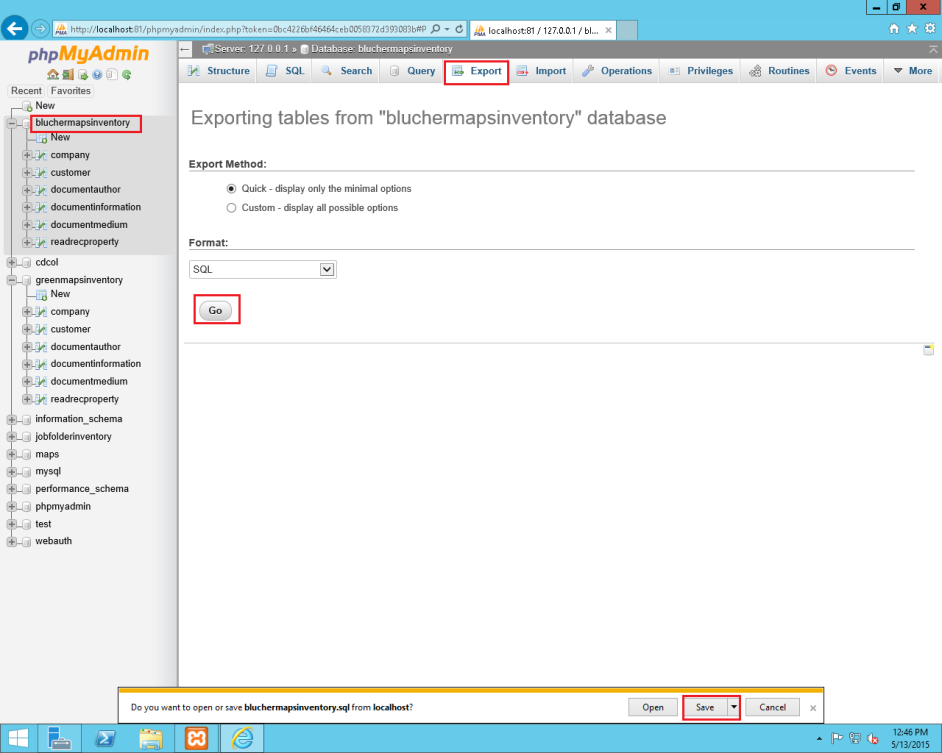 http://localhost:81/phpmyadmin/index.php?token=0bc4226bf46464ceb0058372d393083b#P
localhost:81 / 127.0.0.1 / bl...
phpMyAdmin
Server: 127.0.0.1 » Database: bluchermapsinventory
Structure SQL Search Query Export Import Operations Privileges Routines Events More
Recent Favorites
New
bluchermapsinventory
New
company
customer
documentauthor
documentinformation
documentmedium
readrecproperty
cdcol
greenmapsinventory
New
company
customer
documentauthor
documentinformation
documentmedium
readrecproperty
information_schema
jobfolderinventory
maps
mysql
performance_schema
phpmyadmin
test
webauth
Exporting tables from "bluchermapsinventory" database
Export Method:
Quick - display only the minimal options
Custom - display all possible options
Format:
SQL
Go
Do you want to open or save bluchermapsinventory.sql from localhost?
Open Save Cancel
12:46 PM
5/13/2015